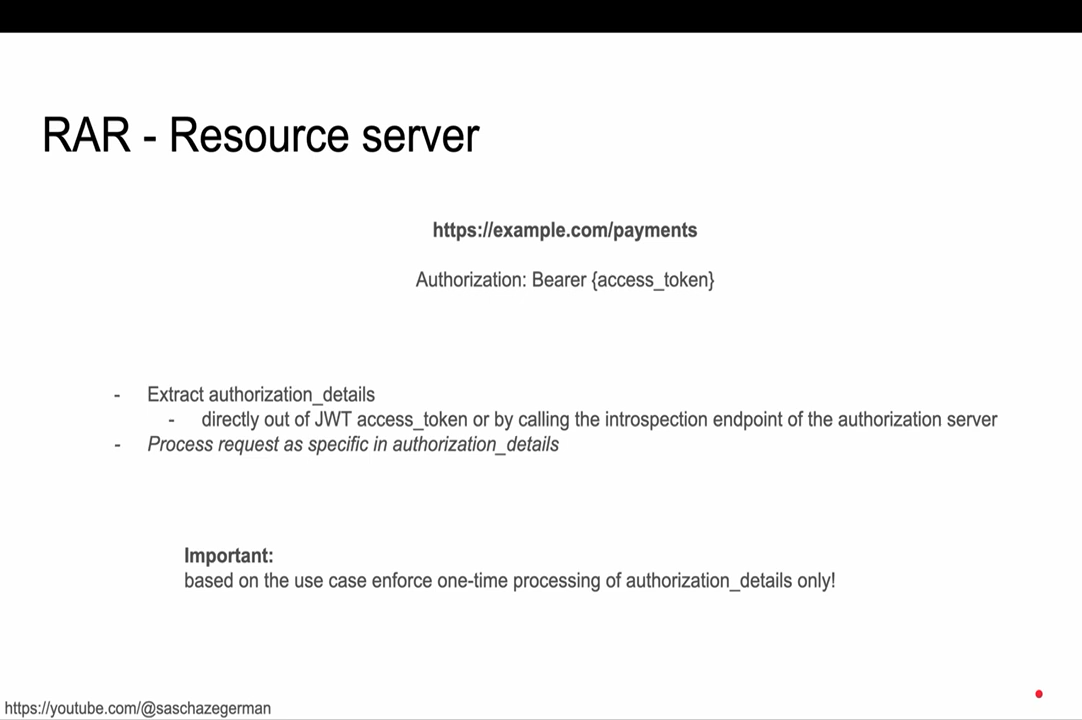 RAR - Resource server
https://example.com/payments
Authorization: Bearer {access_token}
- Extract authorization_details
- directly out of JWT access_token or by calling the introspection endpoint of the authorization server
- Process request as specific in authorization_details
Important:
based on the use case enforce one-time processing of authorization_details only!
https://youtube.com/@saschazegerman